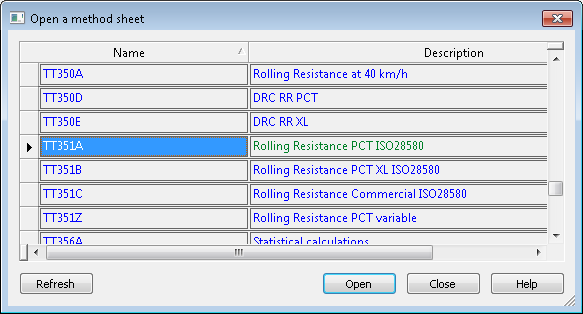 Open a method sheet
Name Description
TT350A Rolling Resistance at 40 km/h
TT350D DRC RR PCT
TT350E DRC RR XL
TT351A Rolling Resistance PCT ISO28580
TT351B Rolling Resistance PCT XL ISO28580
TT351C Rolling Resistance Commercial ISO28580
TT351Z Rolling Resistance PCT variable
TT356A Statistical calculations
Refresh Open Close Help